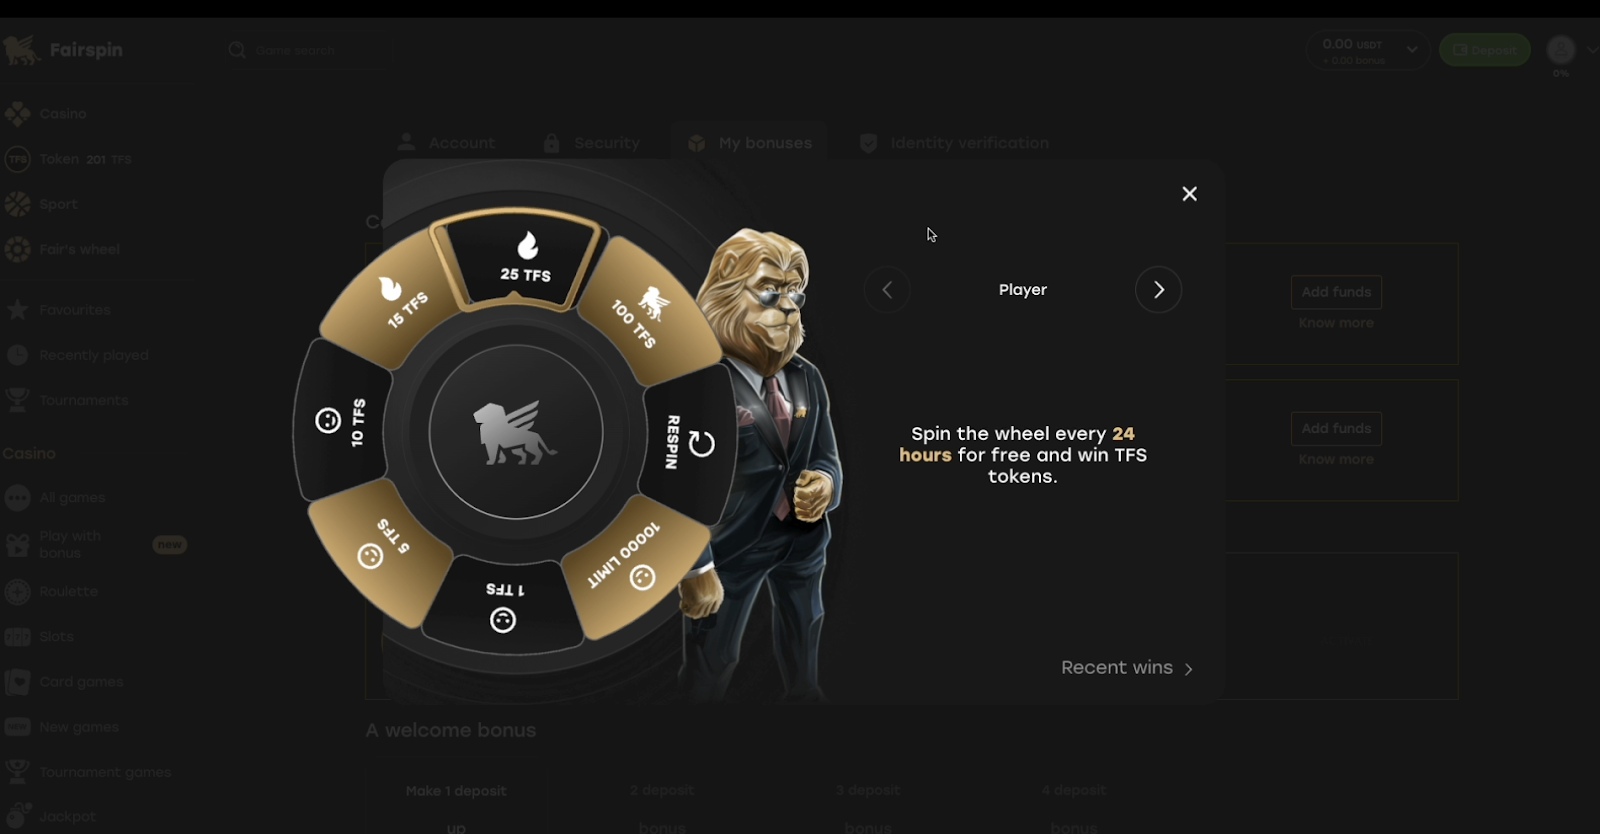 Fairspin
Game search
0.00 USDT
+ 0.00 bonus
Deposit
0%
Casino
Token 201 TFS
Sport
Fair's wheel
Favourites
Recently played
Tournaments
Casino
All games
Play with
bonus
new
Roulette
Slots
Card games
New games
Tournament games
Jackpot
Account
Security
My bonuses
Identity verification
25 TFS
100 TFS
RESPIN
10000 LIMIT
1 TFS
5 TFS
10 TFS
15 TFS
Player
Spin the wheel every 24
hours for free and win TFS
tokens.
Recent wins
Add funds
Know more
Add funds
Know more
A welcome bonus
Make 1 deposit
2 deposit
3 deposit
4 deposit
up
bonus
bonus
bonus